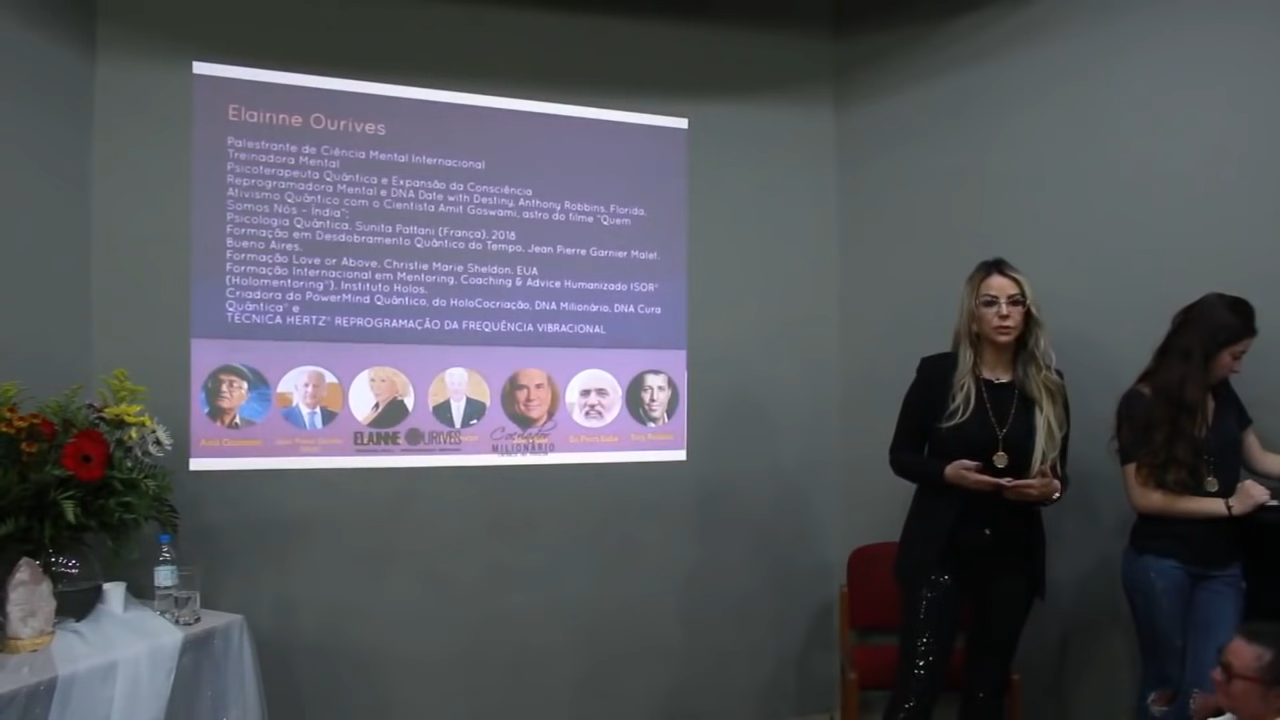 Elainne Ourives
Palestrante de Ciência Mental Internacional
Treinadora Mental
Psicoterapeuta Quântica e Expansão da Consciência
Reprogramadora Mental e DNA Date with Destiny, Anthony Robbins, Florida.
Ativismo Quântico com o Cientista Amit Goswami, astro do filme "Quem
Somos Nós – Índia";
Psicologia Quântica, Sunita Pattani (França), 2018
Formação em Desdobramento Quântico do Tempo, Jean Pierre Garnier Malet,
Bueno Aires.
Formação Love or Above, Christie Marie Sheldon, EUA
Formação Internacional em Mentoring, Coaching & Advice Humanizado ISOR®
(Holomentoring®), Instituto Holos.
Criadora do PowerMind Quântico, do HoloCocriação, DNA Milionário, DNA Cura
Quântica® e
TÉCNICA HERTZ® REPROGRAMAÇÃO DA FREQUÊNCIA VIBRACIONAL
Amit Goswami
ELAINNE OURIVES
MILIONÁRIO